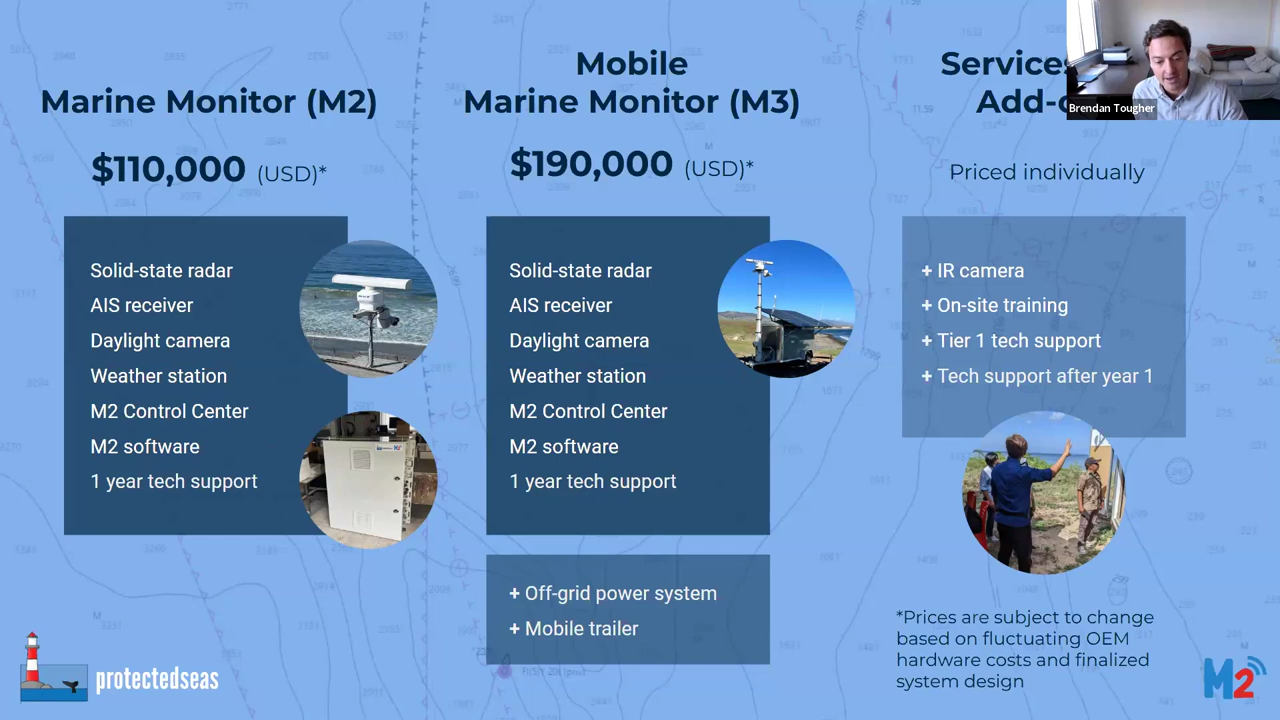 Marine Monitor (M2)
$110,000 (USD)*
Solid-state radar
AIS receiver
Daylight camera
Weather station
M2 Control Center
M2 software
1 year tech support
Mobile
Marine Monitor (M3)
$190,000 (USD)*
Solid-state radar
AIS receiver
Daylight camera
Weather station
M2 Control Center
M2 software
1 year tech support
+ Off-grid power system
+ Mobile trailer
Services
Add-
Priced individually
+ IR camera
+ On-site training
+ Tier 1 tech support
+ Tech support after year 1
*Prices are subject to change
based on fluctuating OEM
hardware costs and finalized
system design
Brendan Tougher
protectedseas
M2